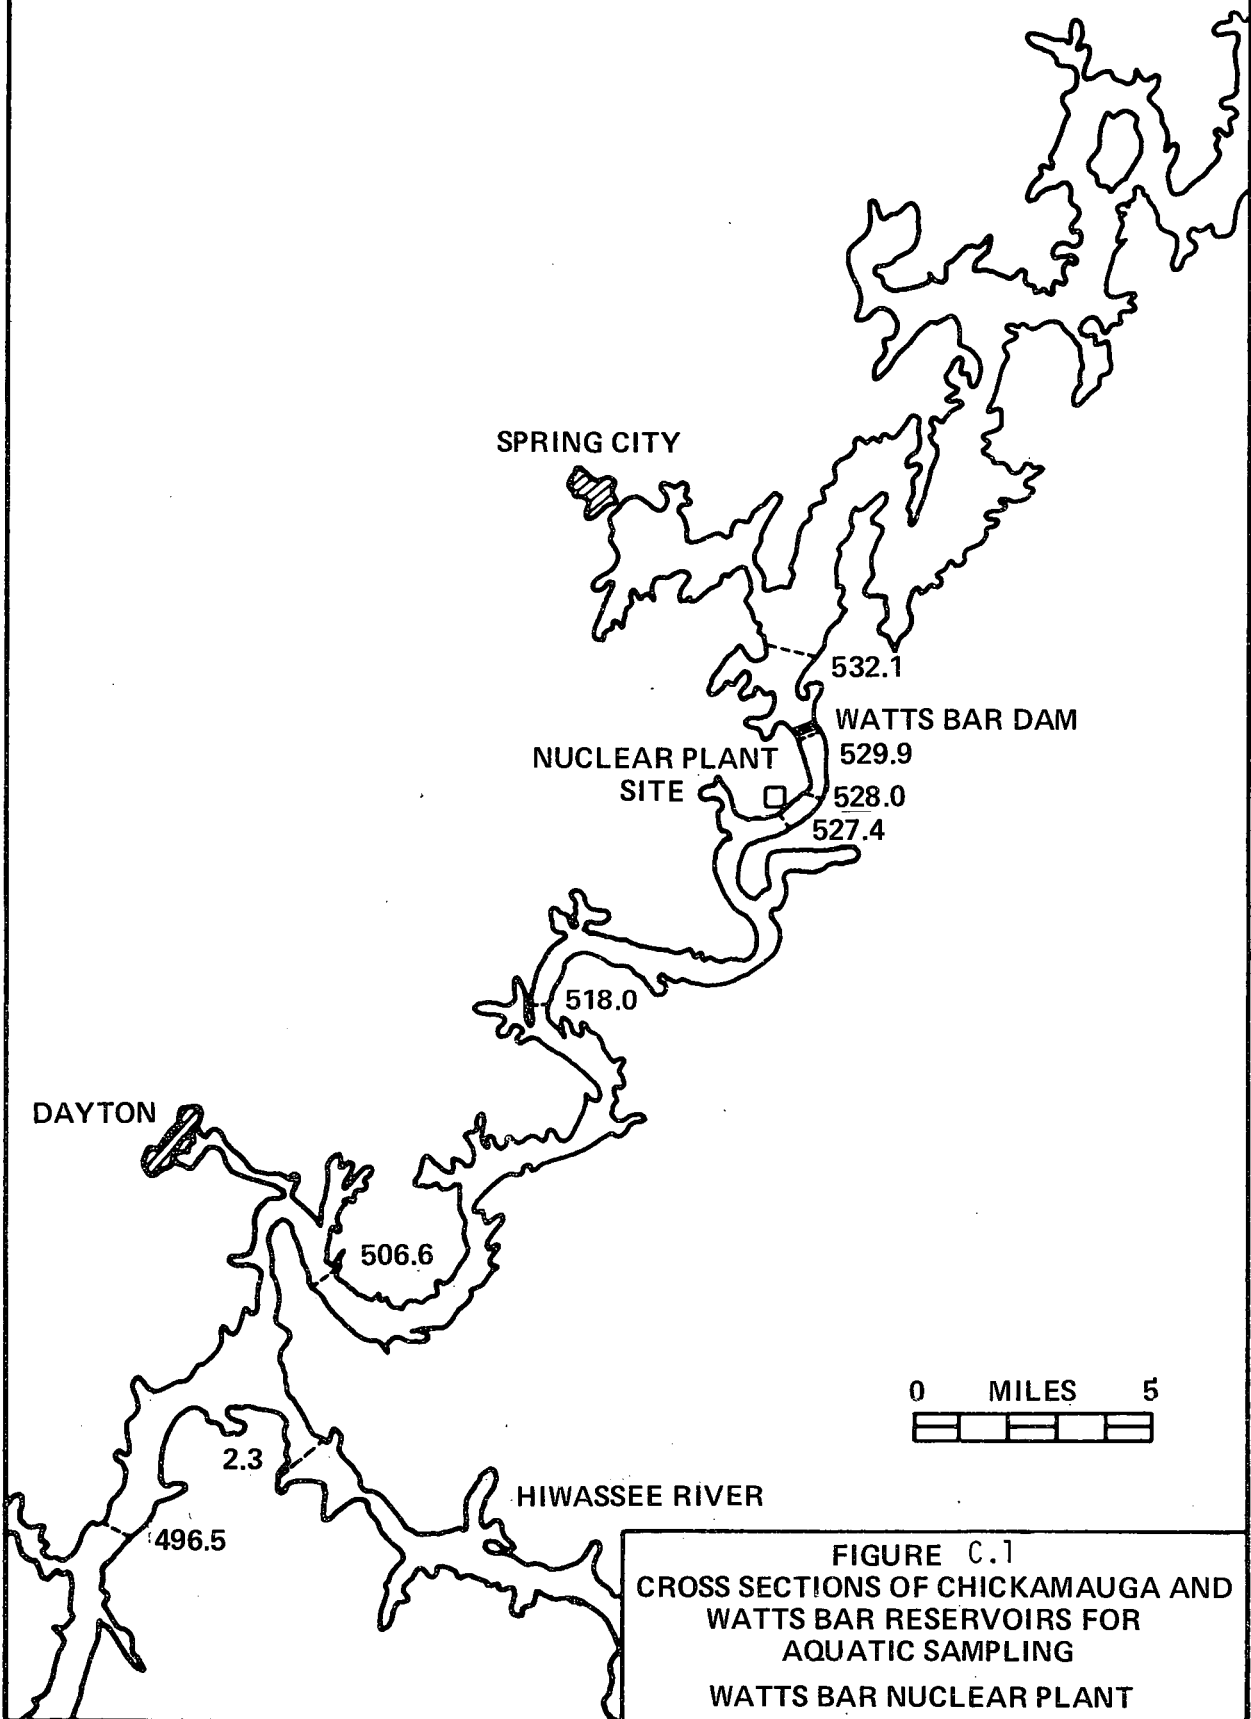 SPRING CITY
532.1
WATTS BAR DAM
529.9
NUCLEAR PLANT
SITE
528.0
527.4
518.0
DAYTON
506.6
0 MILES 5
2.3
HIWASSEE RIVER
496.5
FIGURE C.1
CROSS SECTIONS OF CHICKAMAUGA AND
WATTS BAR RESERVOIRS FOR
AQUATIC SAMPLING
WATTS BAR NUCLEAR PLANT